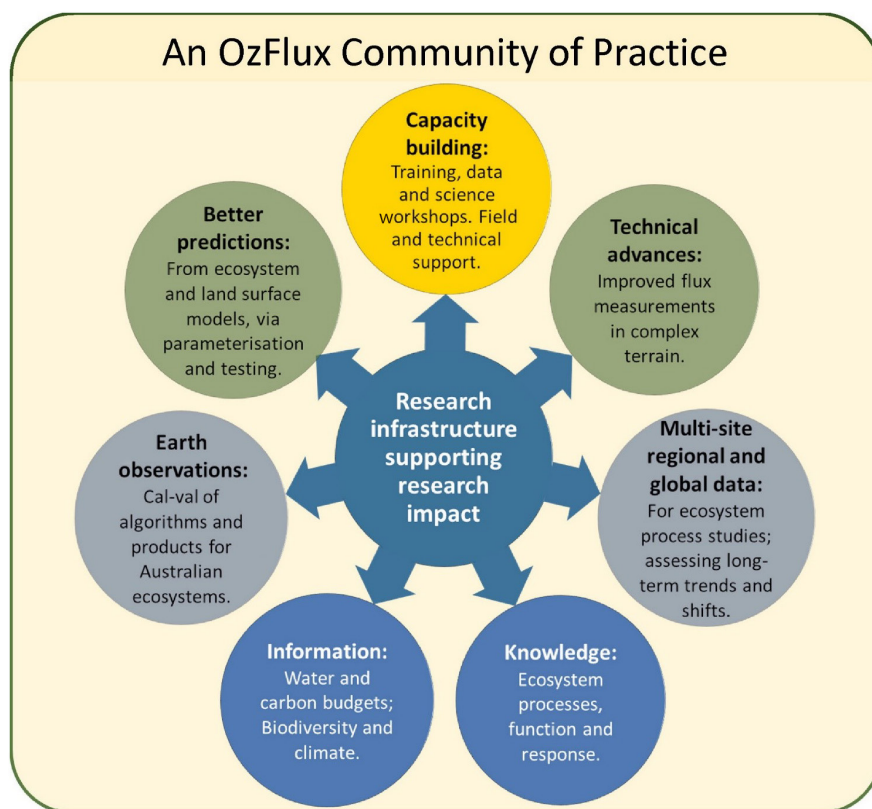 An OzFlux Community of Practice
Capacity
building:
Training, data
and science
workshops. Field
and technical
support.
Technical
advances:
Improved flux
measurements
in complex
terrain.
Multi-site
regional and
global data:
For ecosystem
process studies;
assessing long-
term trends and
shifts.
Knowledge:
Ecosystem
processes,
function and
response.
Information:
Water and
carbon budgets;
Biodiversity and
climate.
Earth
observations:
Cal-val of
algorithms and
products for
Australian
ecosystems.
Better
predictions:
From ecosystem
and land surface
models, via
parameterisation
and testing.
Research
infrastructure
supporting
research
impact